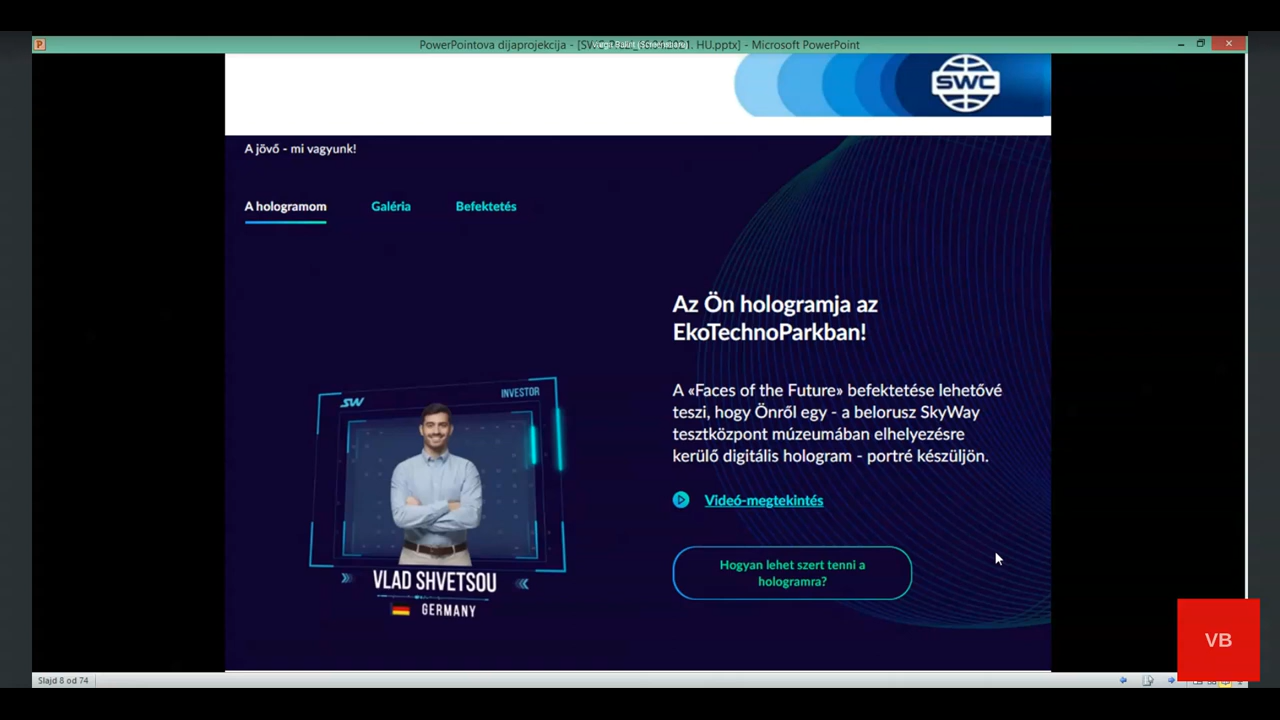 PowerPointova dijaprojekcija - [SW
HU.pptx] - Microsoft PowerPoint
SWC
A jövő - mi vagyunk!
A hologramom
Galéria
Befektetés
Az Ön hologramja az
EkoTechnoParkban!
A «Faces of the Future» befektetése lehetővé
teszi, hogy Önről egy - a belorusz SkyWay
tesztközpont múzeumában elhelyezésre
kerülő digitális hologram - portré készüljön.
Videó-megtekintés
Hogyan lehet szert tenni a
hologramra?
SW
INVESTOR
VLAD SHVETSOU
GERMANY
VB
Slajd 8 od 74